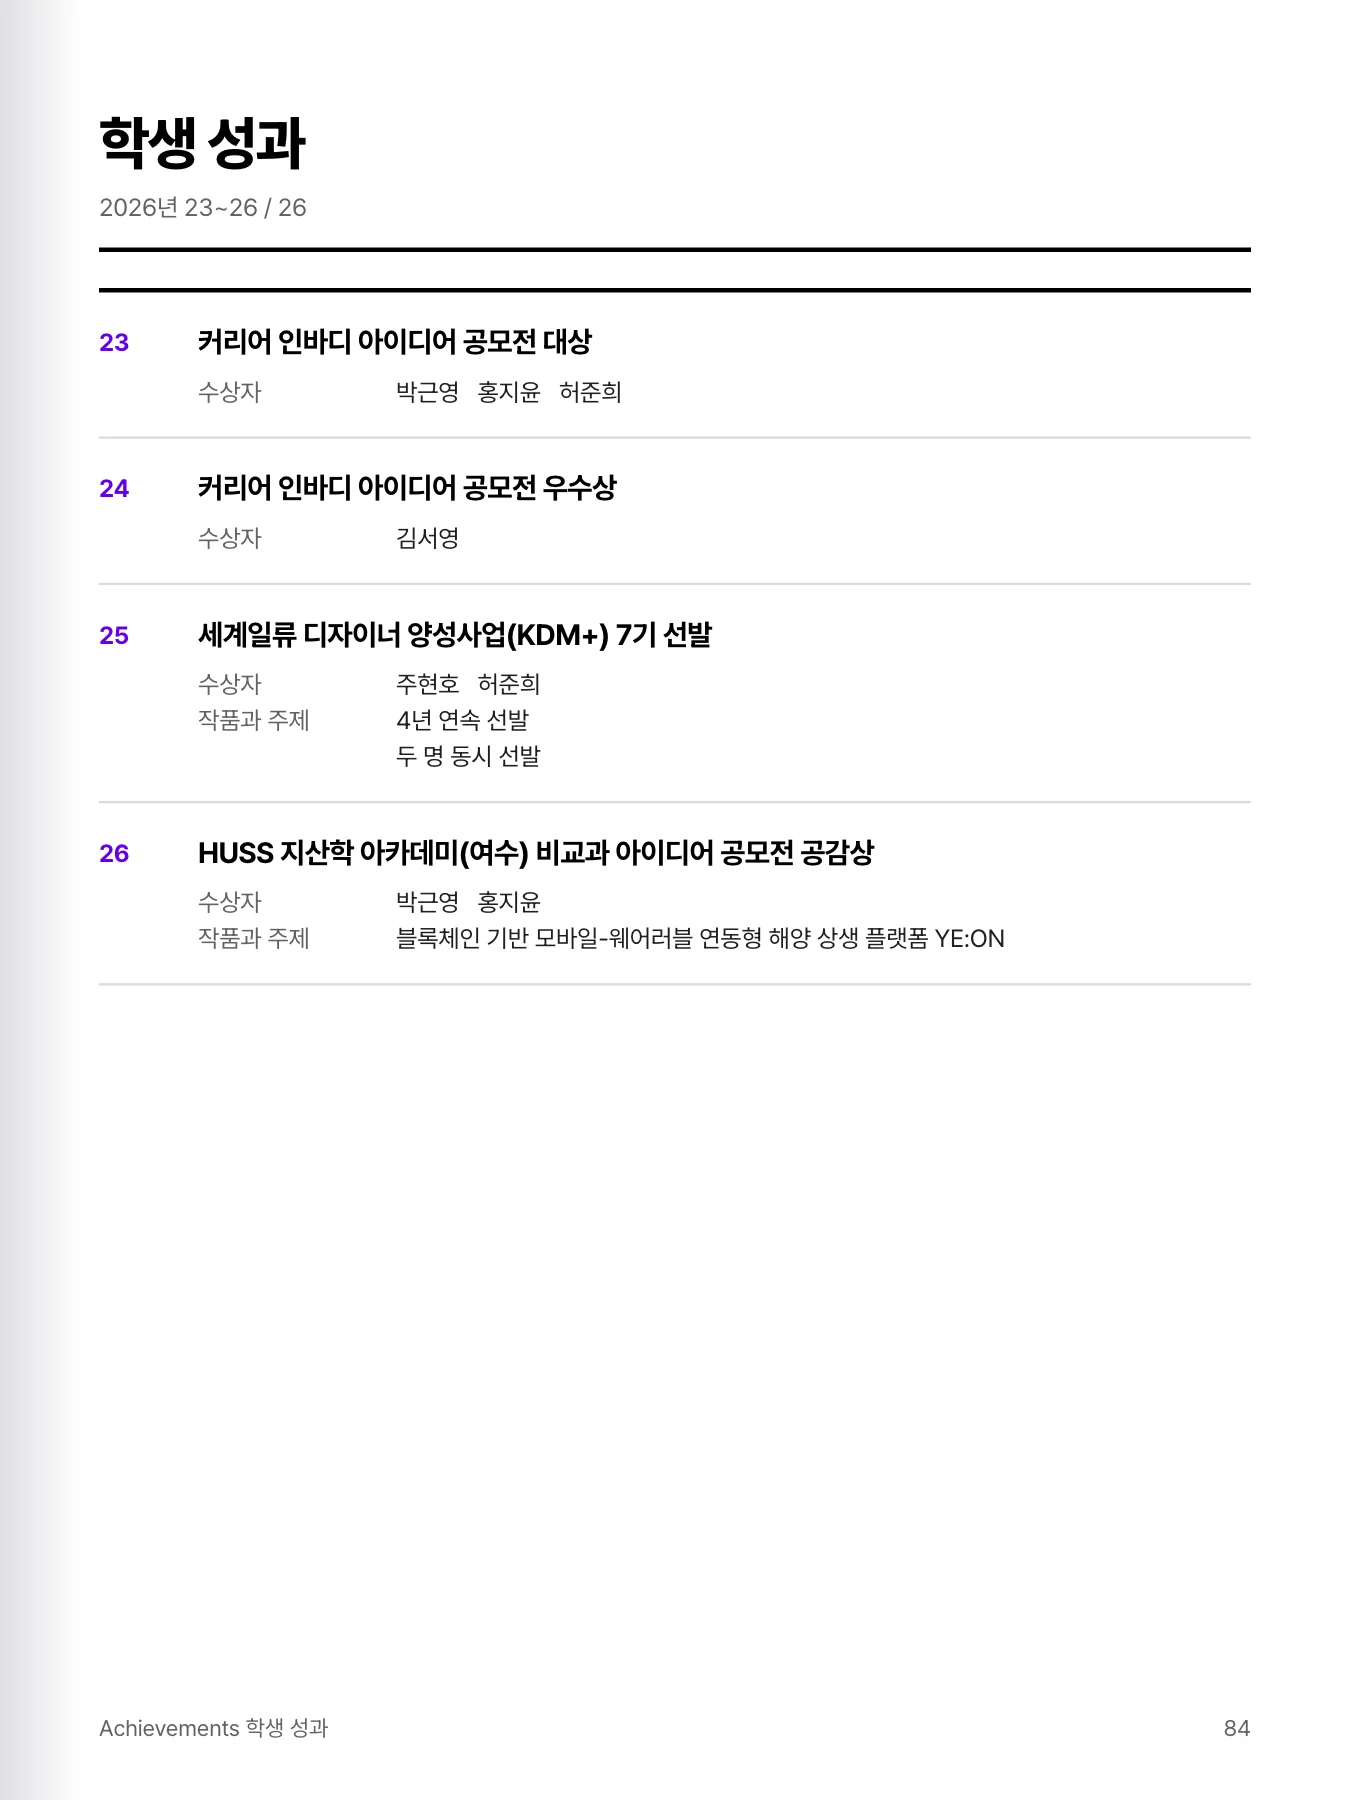 학생 성과
2026년 23~26 / 26
23 커리어 인바디 아이디어 공모전 대상
수상자 박근영 홍지윤 허준희
24 커리어 인바디 아이디어 공모전 우수상
수상자 김서영
25 세계일류 디자이너 양성사업(KDM+) 7기 선발
수상자 주현호 허준희
작품과 주제 4년 연속 선발
두 명 동시 선발
26 HUSS 지산학 아카데미(여수) 비교과 아이디어 공모전 공감상
수상자 박근영 홍지윤
작품과 주제 블록체인 기반 모바일-웨어러블 연동형 해양 상생 플랫폼 YE:ON
Achievements 학생 성과 84